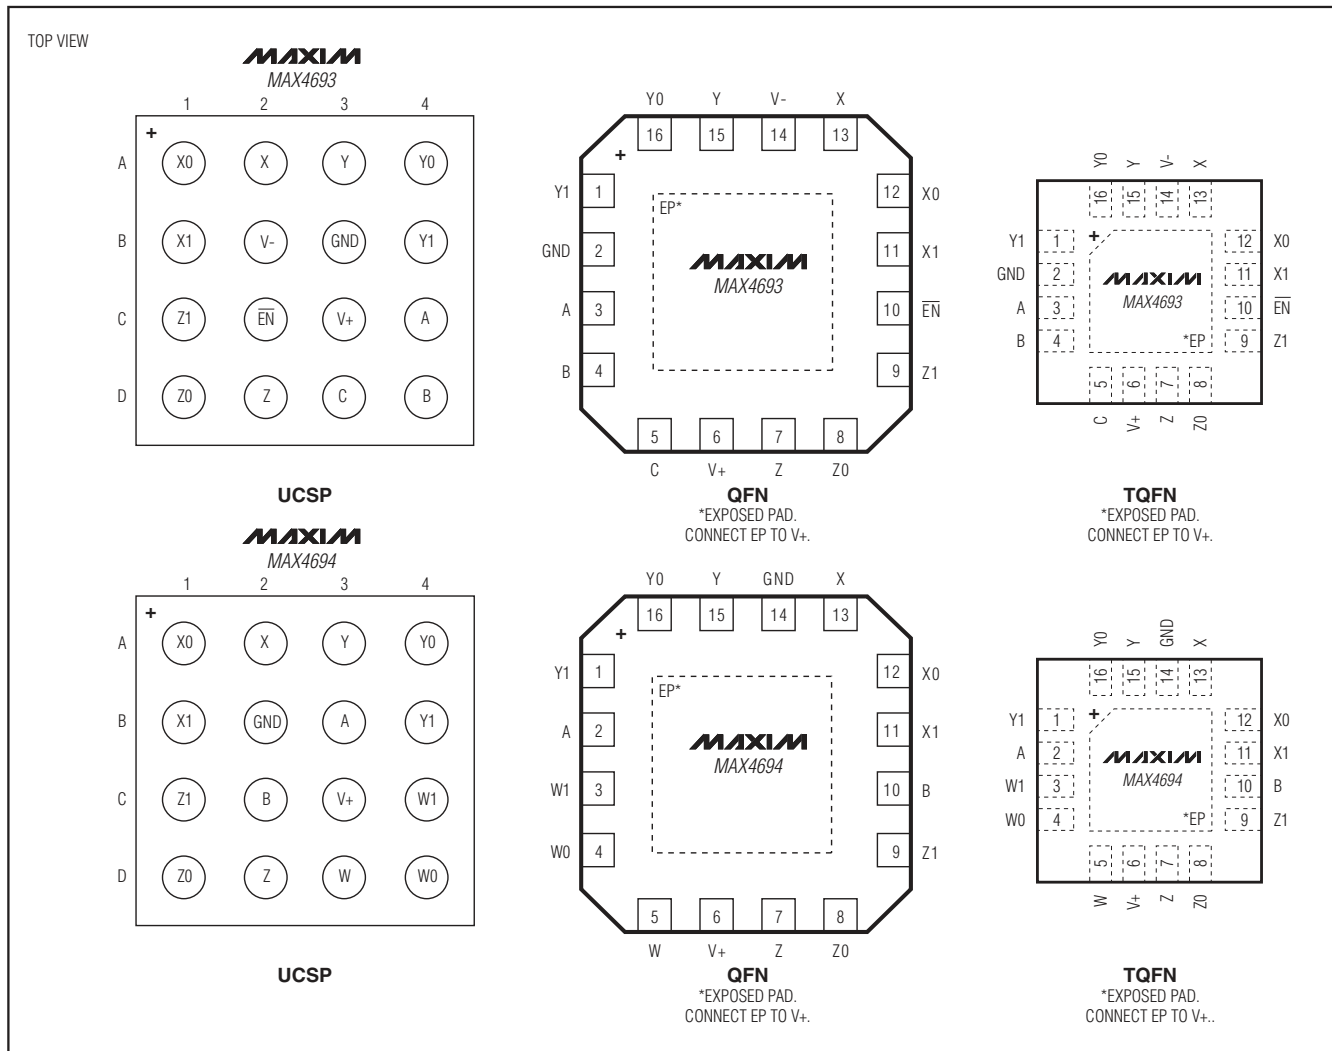 TOP VIEW
MAXIM
MAX4693
1 2 3 4
+
A X0 X Y Y0
B X1 V- GND Y1
C Z1 E̅N̅ V+ A
D Z0 Z C B
UCSP
Y0 Y V- X
16 15 14 13
+
Y1 1 12 X0
EP*
GND 2 11 X1
MAXIM
MAX4693
A 3 10 E̅N̅
B 4 9 Z1
5 6 7 8
C V+ Z Z0
QFN
*EXPOSED PAD.
CONNECT EP TO V+.
Y0 Y V- X
16 15 14 13
+
Y1 1 12 X0
GND 2 11 X1
MAXIM
MAX4693
A 3 10 E̅N̅
B 4 9 Z1
*EP
5 6 7 8
C V+ Z Z0
TQFN
*EXPOSED PAD.
CONNECT EP TO V+.
MAXIM
MAX4694
1 2 3 4
+
A X0 X Y Y0
B X1 GND A Y1
C Z1 B V+ W1
D Z0 Z W W0
UCSP
Y0 Y GND X
16 15 14 13
+
Y1 1 12 X0
EP*
A 2 11 X1
MAXIM
MAX4694
W1 3 10 B
W0 4 9 Z1
5 6 7 8
W V+ Z Z0
QFN
*EXPOSED PAD.
CONNECT EP TO V+.
Y0 Y GND X
16 15 14 13
+
Y1 1 12 X0
A 2 11 X1
MAXIM
MAX4694
W1 3 10 B
W0 4 9 Z1
*EP
5 6 7 8
W V+ Z Z0
TQFN
*EXPOSED PAD.
CONNECT EP TO V+..